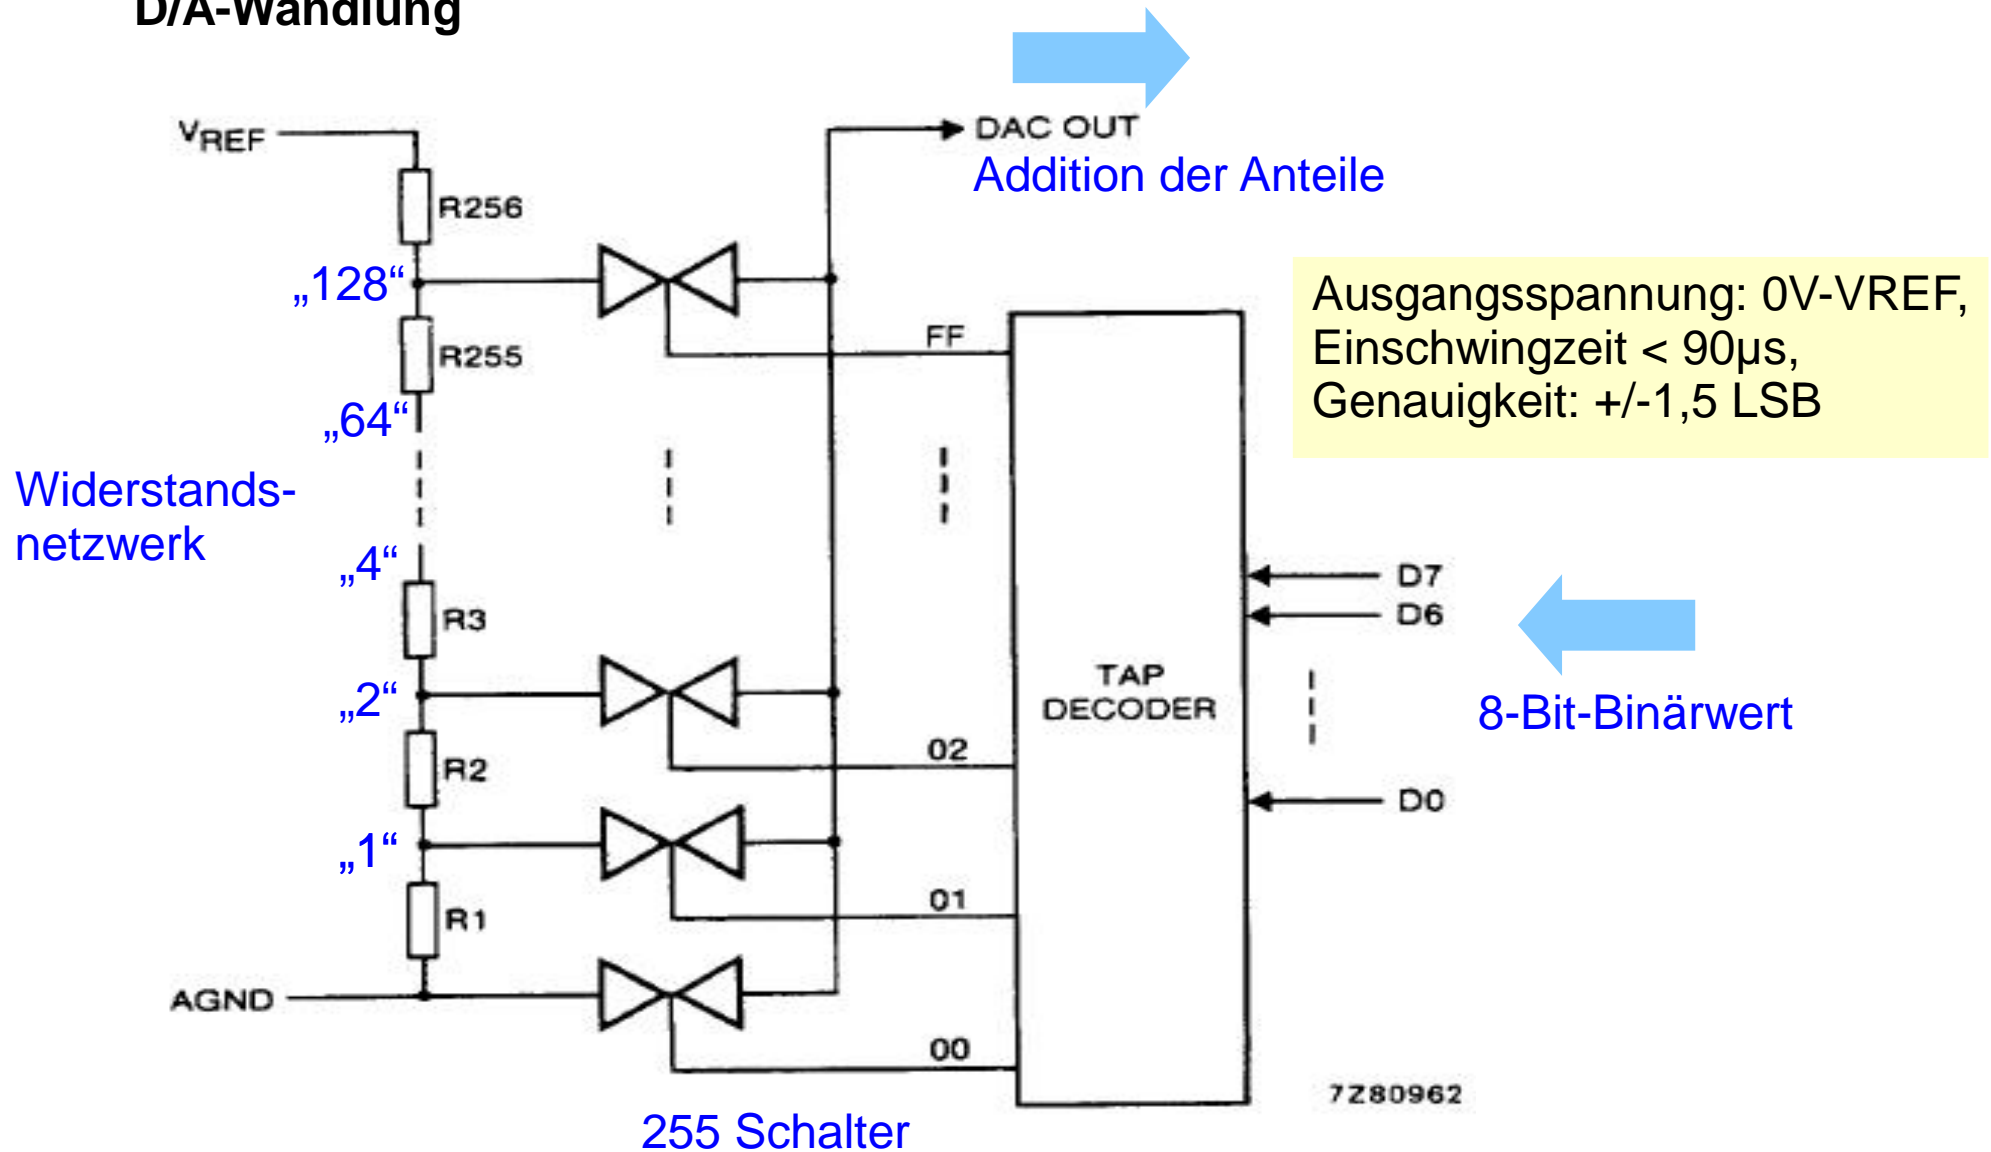 D/A-Wandlung
VREF
DAC OUT
Addition der Anteile
R256
„128“
Ausgangsspannung: 0V-VREF,
Einschwingzeit < 90µs,
Genauigkeit: +/-1,5 LSB
FF
R255
„64“
Widerstands-
netzwerk
„4“
D7
R3
D6
TAP
DECODER
„2“
8-Bit-Binärwert
02
R2
D0
„1“
01
R1
AGND
00
7Z80962
255 Schalter